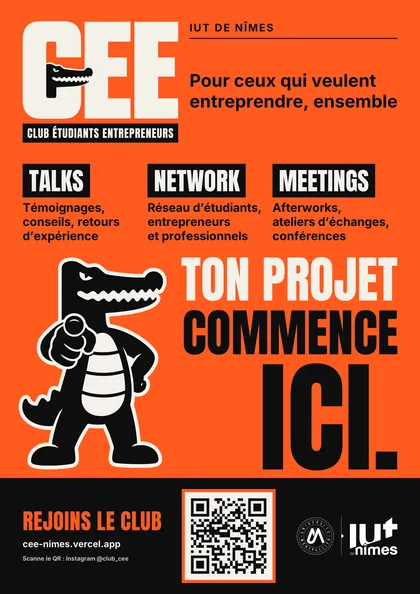 CEE
CLUB ÉTUDIANTS ENTREPRENEURS
IUT DE NÎMES
Pour ceux qui veulent
entreprendre, ensemble
TALKS
Témoignages,
conseils, retours
d'expérience
NETWORK
Réseau d'étudiants,
entrepreneurs
et professionnels
MEETINGS
Afterworks,
ateliers d'échanges,
conférences
TON PROJET
COMMENCE
ICI.
REJOINS LE CLUB
cee-nimes.vercel.app
Scanne le QR : Instagram @club_cee
iut
nîmes